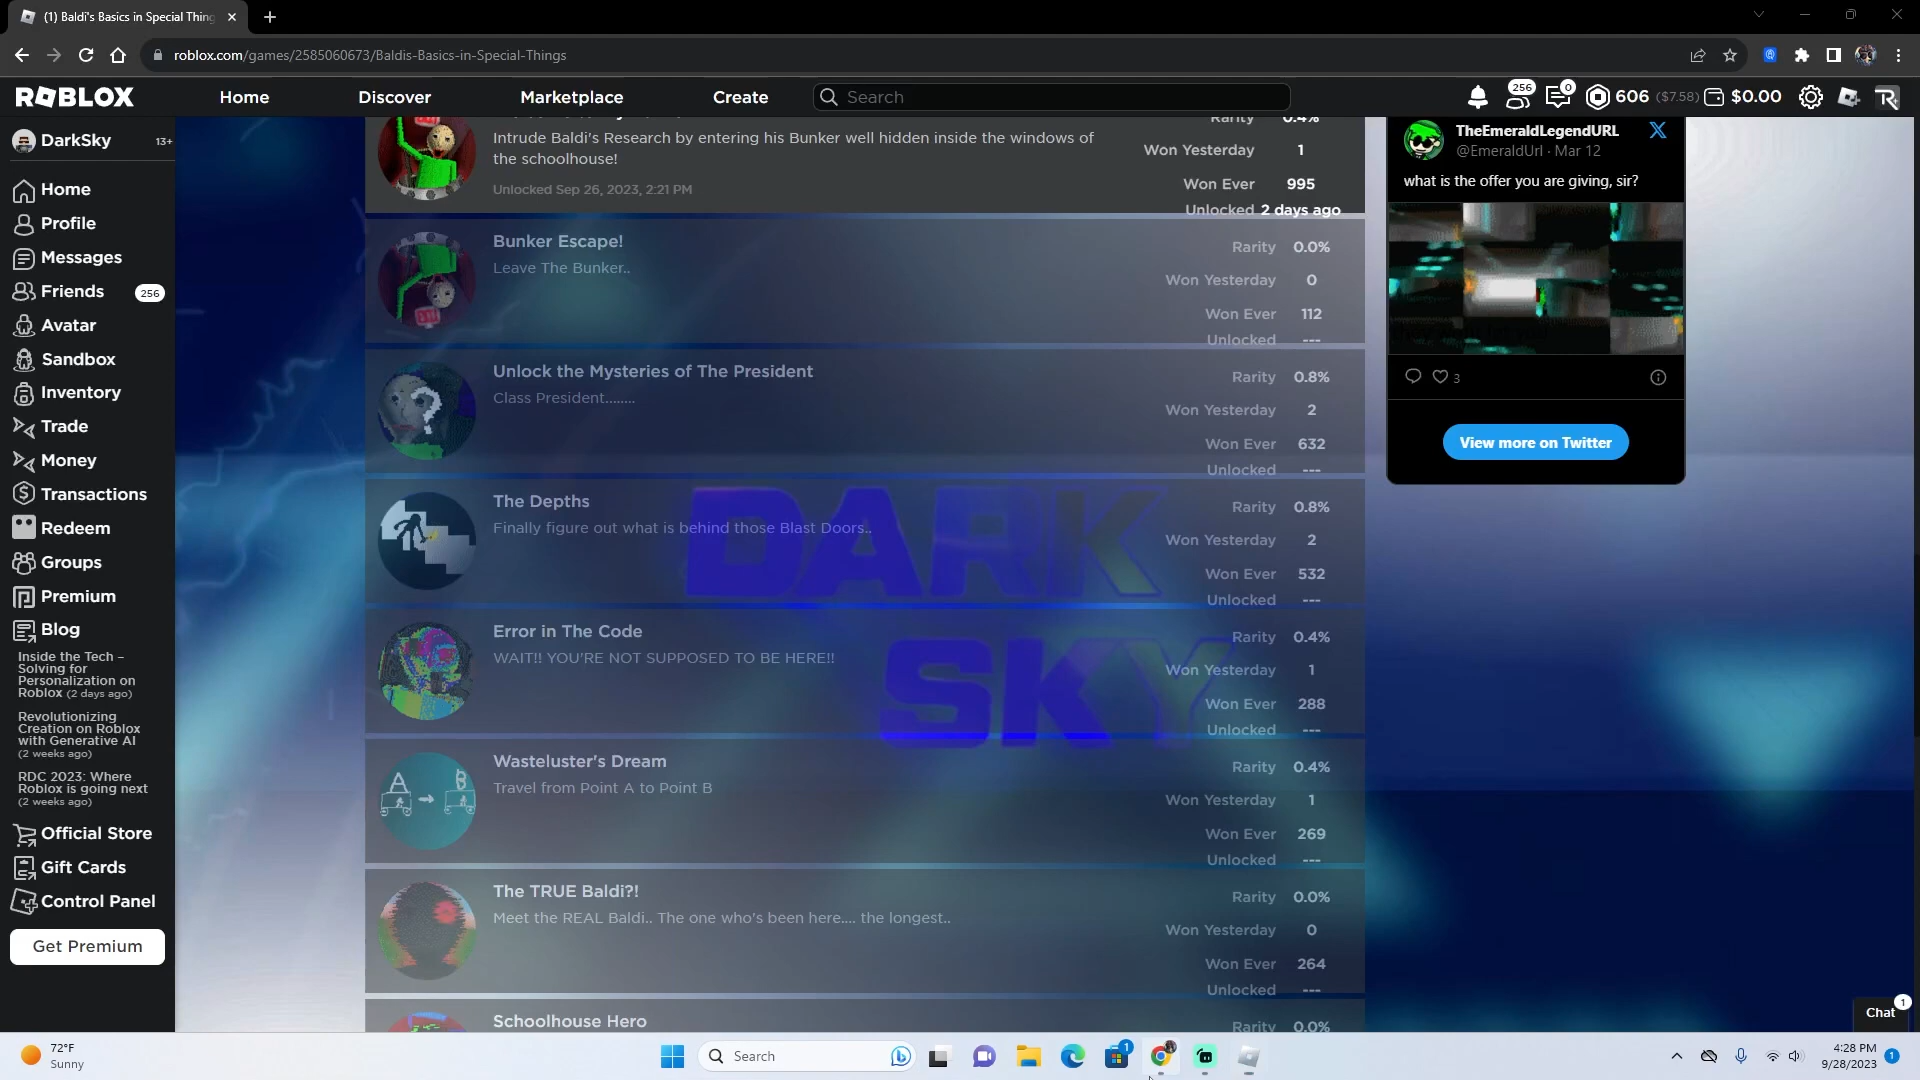 (1) Baldi's Basics in Special Thing
roblox.com/games/2585060673/Baldis-Basics-in-Special-Things
ROBLOX
Home
Discover
Marketplace
Create
Search
256
0
606
($7.58)
$0.00
DarkSky
13+
Home
Profile
Messages
Friends
256
Avatar
Sandbox
Inventory
Trade
Money
Transactions
Redeem
Groups
Premium
Blog
Inside the Tech –
Solving for
Personalization on
Roblox (2 days ago)
Revolutionizing
Creation on Roblox
with Generative AI
(2 weeks ago)
RDC 2023: Where
Roblox is going next
(2 weeks ago)
Official Store
Gift Cards
Control Panel
Get Premium
Intrude Baldi's Research by entering his Bunker well hidden inside the windows of
the schoolhouse!
Unlocked Sep 26, 2023, 2:21 PM
Rarity 0.4%
Won Yesterday 1
Won Ever 995
Unlocked 2 days ago
Bunker Escape!
Leave The Bunker..
Rarity 0.0%
Won Yesterday 0
Won Ever 112
Unlocked ---
Unlock the Mysteries of The President
Class President........
Rarity 0.8%
Won Yesterday 2
Won Ever 632
Unlocked ---
The Depths
Finally figure out what is behind those Blast Doors..
Rarity 0.8%
Won Yesterday 2
Won Ever 532
Unlocked ---
DARK
SKY
Error in The Code
WAIT!! YOU'RE NOT SUPPOSED TO BE HERE!!
Rarity 0.4%
Won Yesterday 1
Won Ever 288
Unlocked ---
A B
Wasteluster's Dream
Travel from Point A to Point B
Rarity 0.4%
Won Yesterday 1
Won Ever 269
Unlocked ---
The TRUE Baldi?!
Meet the REAL Baldi.. The one who's been here.... the longest..
Rarity 0.0%
Won Yesterday 0
Won Ever 264
Unlocked ---
Schoolhouse Hero
Rarity 0.0%
TheEmeraldLegendURL
@EmeraldUrl · Mar 12
what is the offer you are giving, sir?
3
View more on Twitter
Chat
1
72°F
Sunny
Search
1
4:28 PM
9/28/2023
1